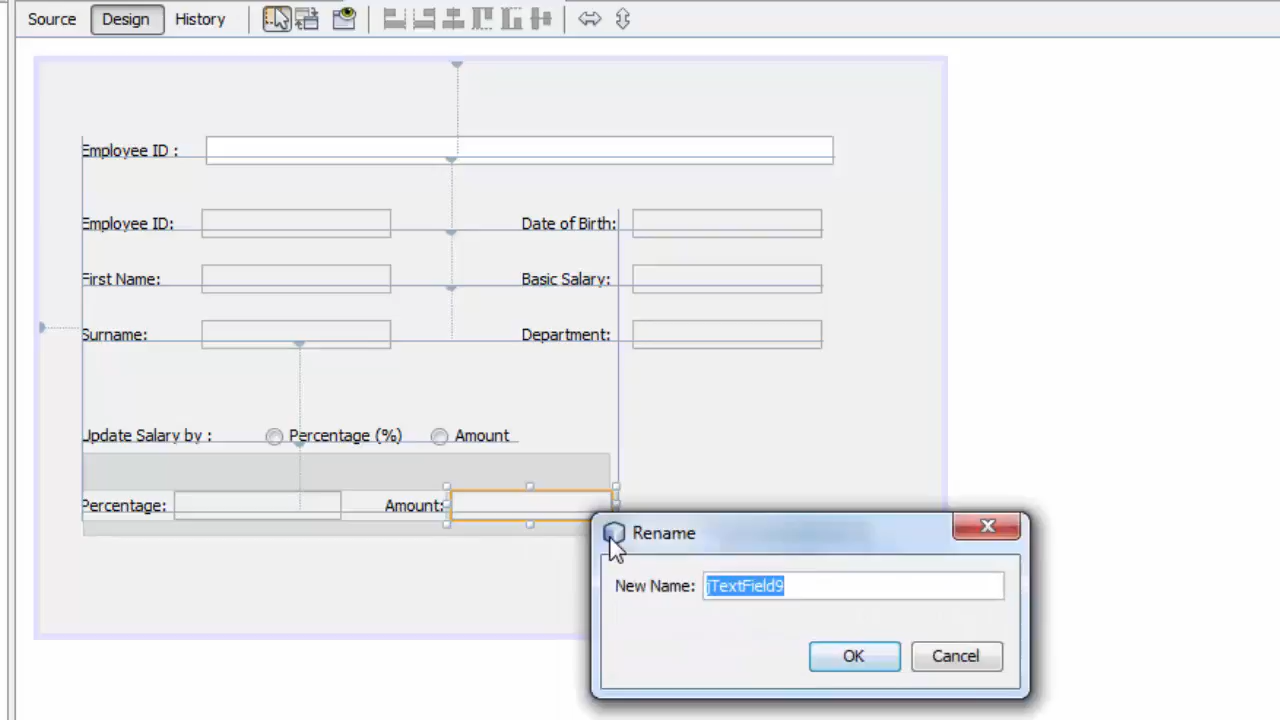 Source Design History
Employee ID :
Employee ID: Date of Birth:
First Name: Basic Salary:
Surname: Department:
Update Salary by : Percentage (%) Amount
Percentage: Amount:
Rename
New Name: jTextField9
OK Cancel